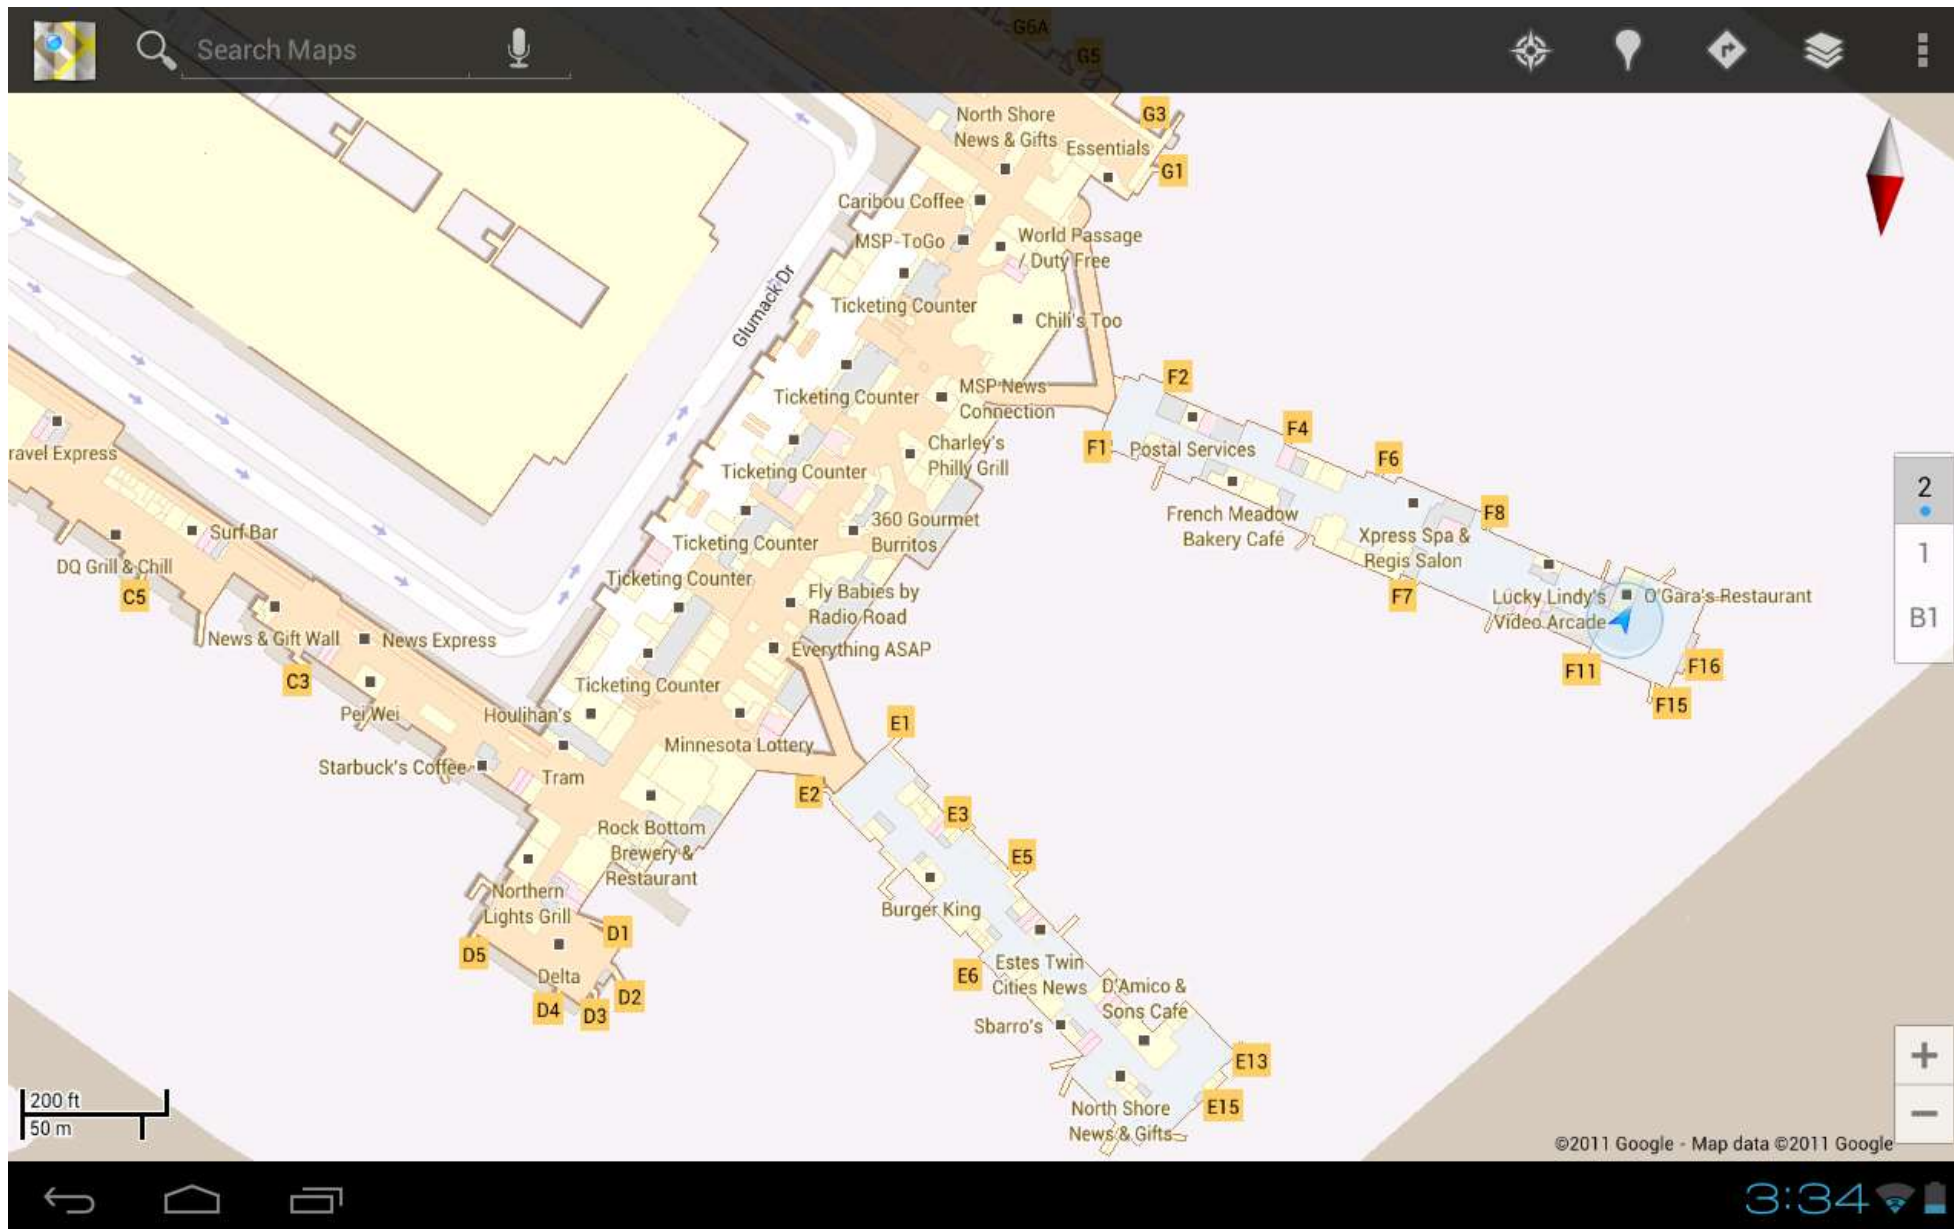 Search Maps
G6A
G5
G3
North Shore
News & Gifts
Essentials
G1
Caribou Coffee
MSP-ToGo
World Passage
/ Duty Free
Ticketing Counter
Chili's Too
Glumack Dr
F2
MSP News
Connection
Ticketing Counter
F4
F1
Postal Services
Charley's
Philly Grill
F6
ravel Express
Ticketing Counter
2
1
B1
F8
French Meadow
Bakery Café
360 Gourmet
Burritos
Xpress Spa &
Regis Salon
Surf Bar
Ticketing Counter
DQ Grill & Chill
C5
Ticketing Counter
Fly Babies by
Radio Road
F7
Lucky Lindy's
Video Arcade
O'Gara's Restaurant
News & Gift Wall
News Express
Everything ASAP
F11
F16
F15
C3
Ticketing Counter
Pei Wei
Houlihan's
E1
Minnesota Lottery
Starbuck's Coffee
Tram
E2
E3
Rock Bottom
Brewery &
Restaurant
E5
Northern
Lights Grill
Burger King
D1
D5
Delta
E6
Estes Twin
Cities News
D'Amico &
Sons Café
D2
D4
D3
Sbarro's
E13
North Shore
News & Gifts
E15
200 ft
50 m
©2011 Google - Map data ©2011 Google
3:34